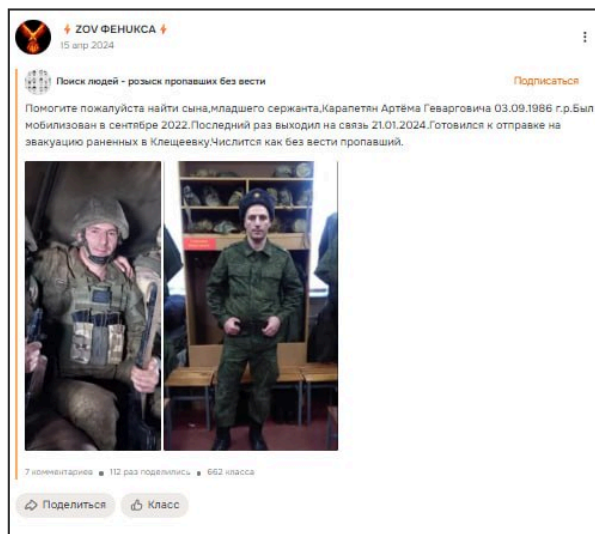 ZOV ФЕНИКСА
15 апр 2024
Поиск людей - розыск пропавших без вести
Подписаться
Помогите пожалуйста найти сына,младшего сержанта,Карапетян Артёма Геварговича 03.09.1986 г.р.Был
мобилизован в сентябре 2022.Последний раз выходил на связь 21.01.2024.Готовился к отправке на
эвакуацию раненных в Клещеевку.Числится как без вести пропавший.
7 комментариев 112 раз поделились 662 класса
Поделиться Класс